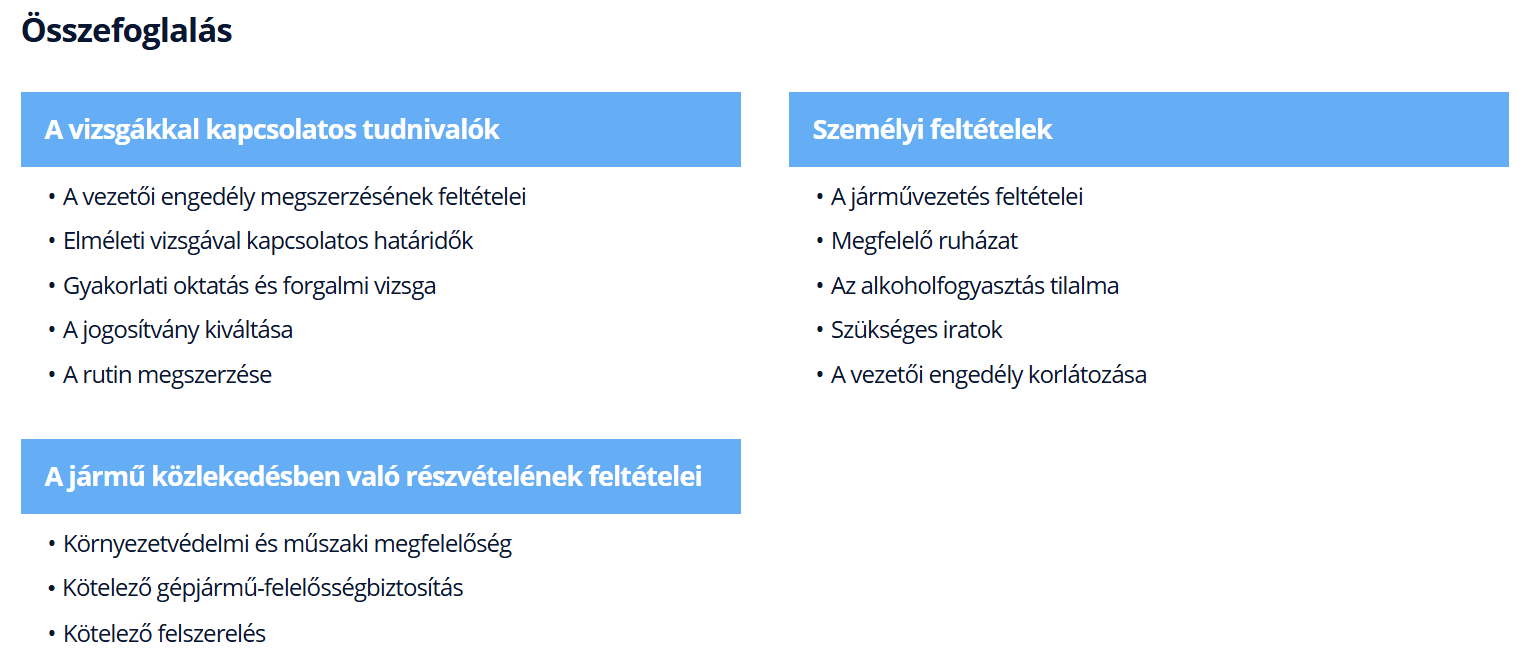 Összefoglalás
A vizsgákkal kapcsolatos tudnivalók
• A vezetői engedély megszerzésének feltételei
• Elméleti vizsgával kapcsolatos határidők
• Gyakorlati oktatás és forgalmi vizsga
• A jogosítvány kiváltása
• A rutin megszerzése
Személyi feltételek
• A járművezetés feltételei
• Megfelelő ruházat
• Az alkoholfogyasztás tilalma
• Szükséges iratok
• A vezetői engedély korlátozása
A jármű közlekedésben való részvételének feltételei
• Környezetvédelmi és műszaki megfelelőség
• Kötelező gépjármű-felelősségbiztosítás
• Kötelező felszerelés